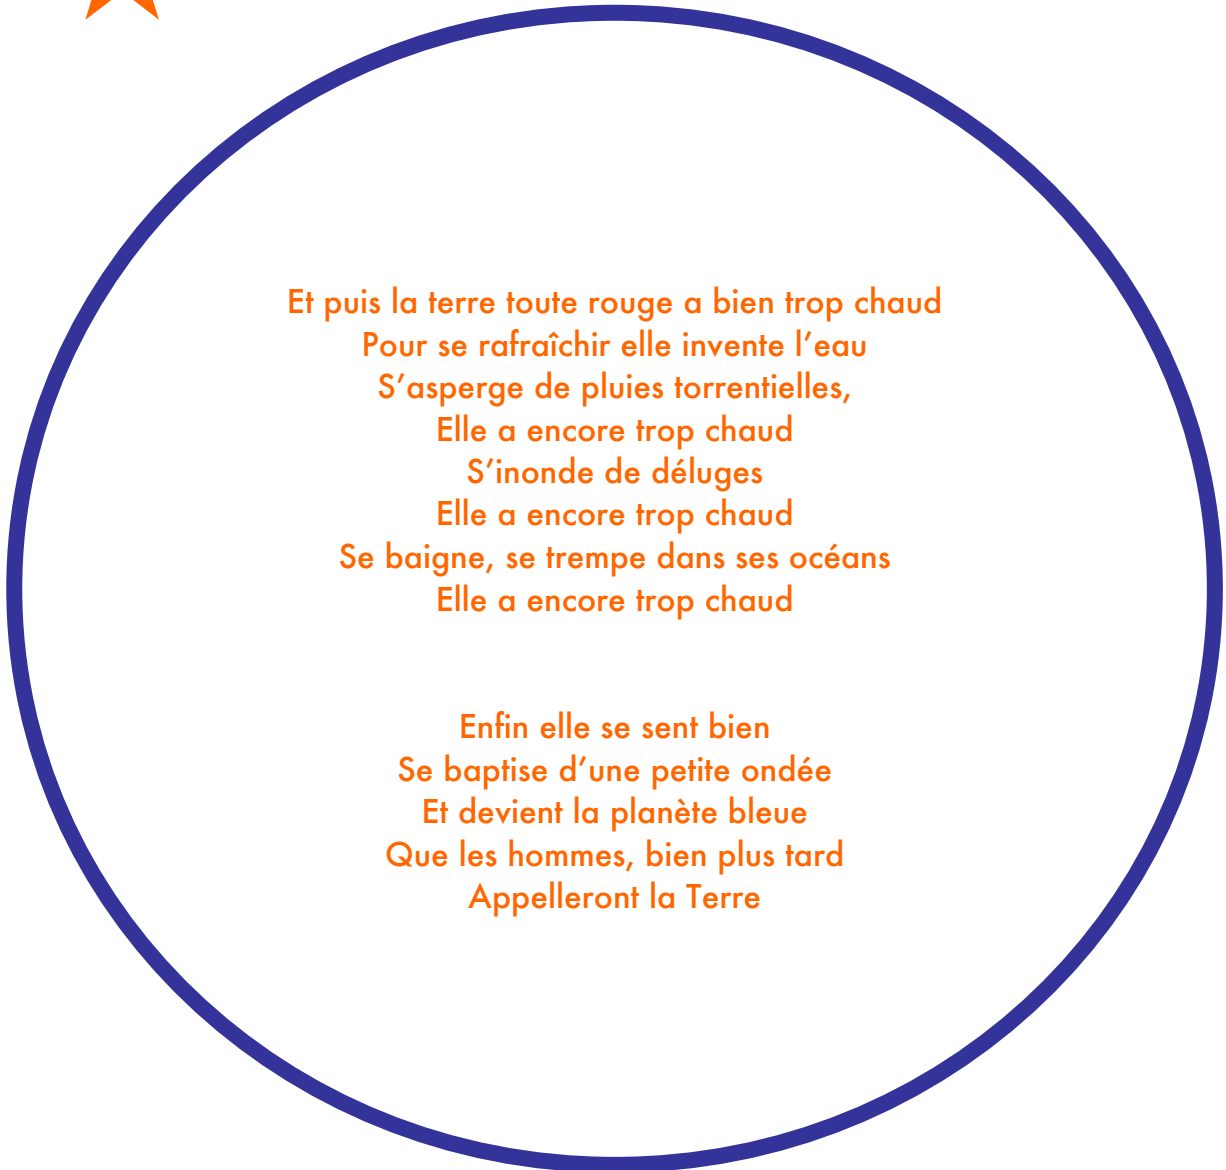 Et puis la terre toute rouge a bien trop chaud
Pour se rafraîchir elle invente l’eau
S’asperge de pluies torrentielles,
Elle a encore trop chaud
S’inonde de déluges
Elle a encore trop chaud
Se baigne, se trempe dans ses océans
Elle a encore trop chaud
Enfin elle se sent bien
Se baptise d’une petite ondée
Et devient la planète bleue
Que les hommes, bien plus tard
Appelleront la Terre